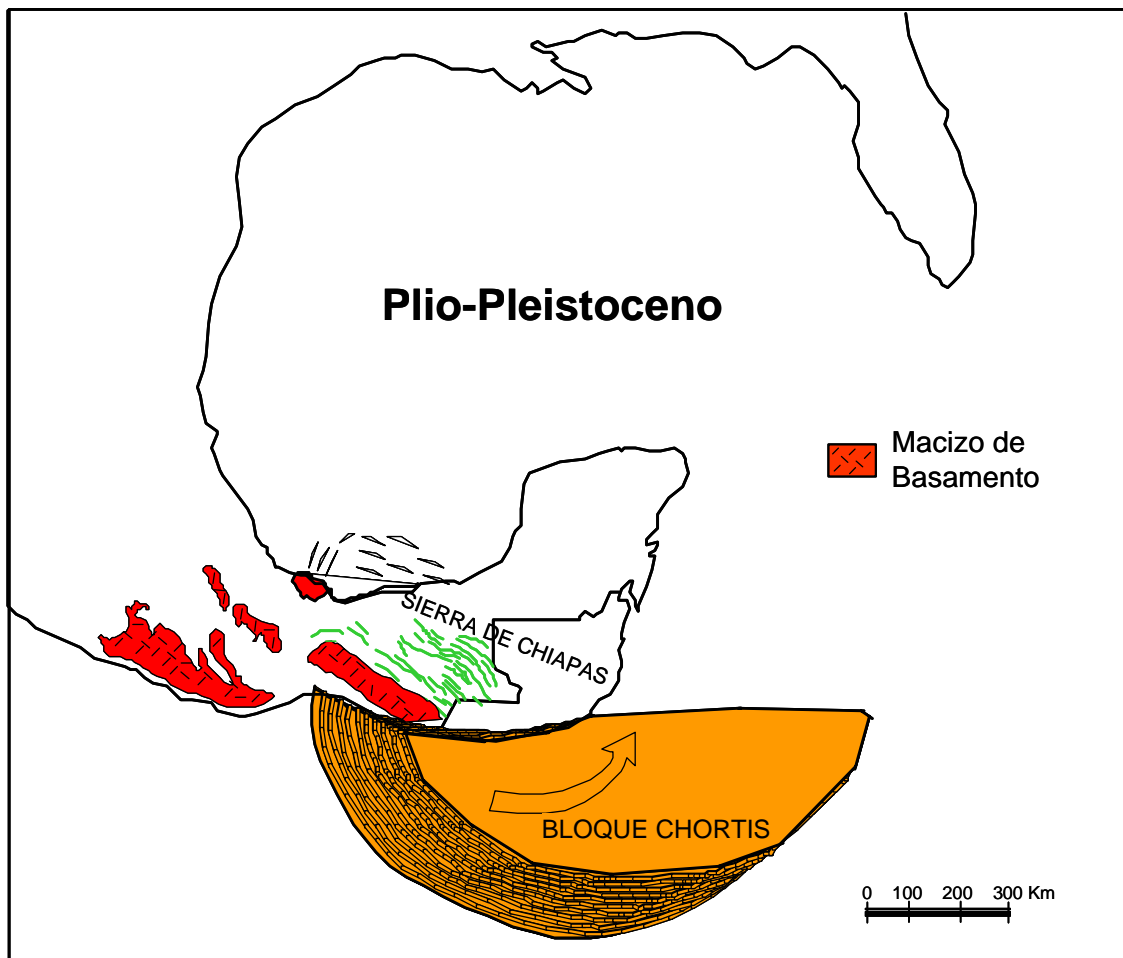 Plio-Pleistoceno
Macizo de
Basamento
SIERRA DE CHIAPAS
BLOQUE CHORTIS
0 100 200 300 Km